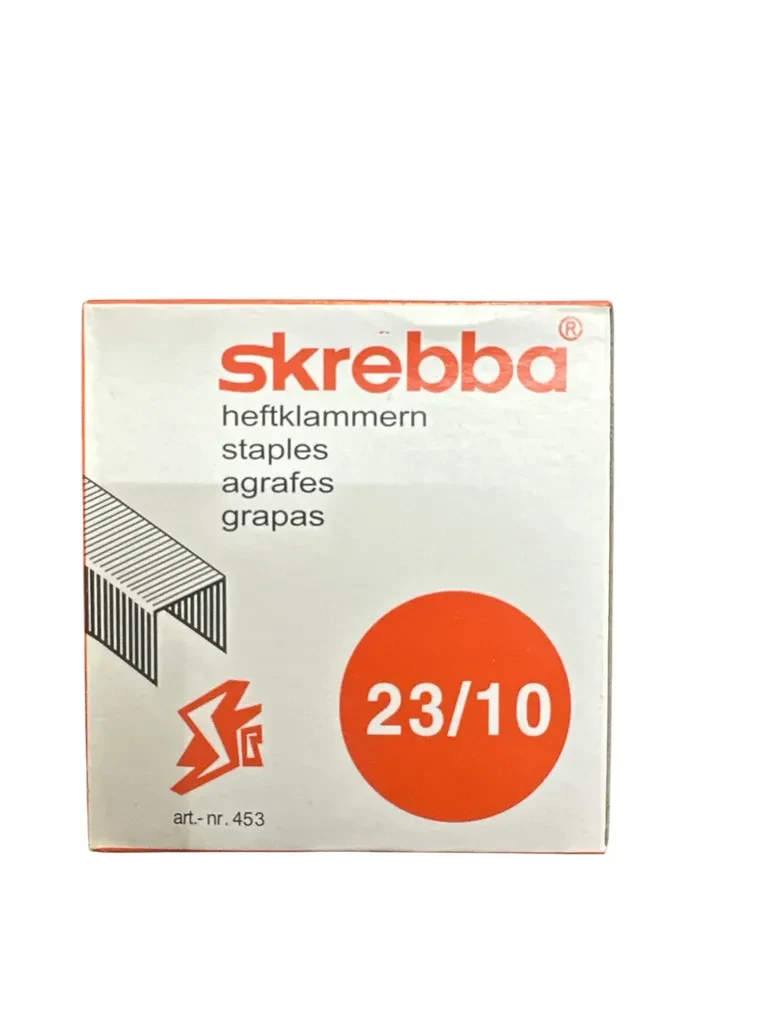 skrebba®
heftklammern
staples
agrafes
grapas
23/10
art.- nr. 453